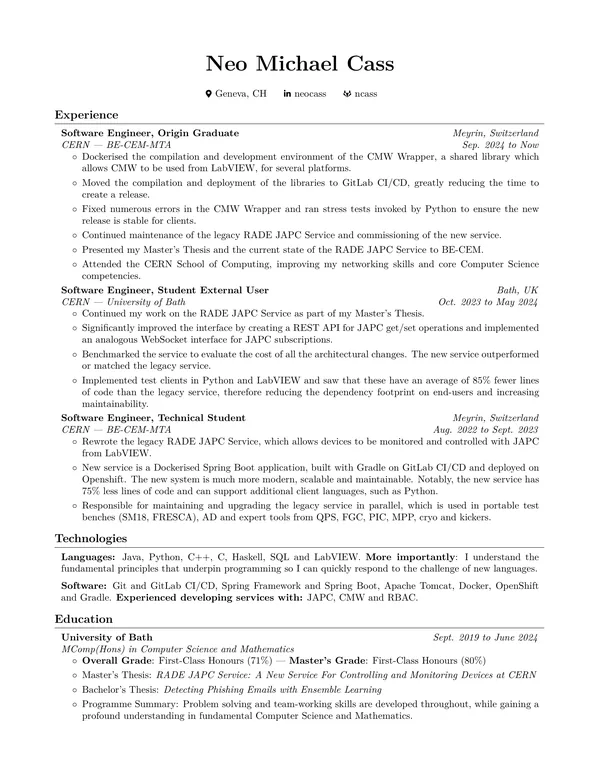 Neo Michael Cass
Geneva, CH neocass ncass
Experience
Software Engineer, Origin Graduate Meyrin, Switzerland
CERN — BE-CEM-MTA Sep. 2024 to Now
○ Dockerised the compilation and development environment of the CMW Wrapper, a shared library which
allows CMW to be used from LabVIEW, for several platforms.
○ Moved the compilation and deployment of the libraries to GitLab CI/CD, greatly reducing the time to
create a release.
○ Fixed numerous errors in the CMW Wrapper and ran stress tests invoked by Python to ensure the new
release is stable for clients.
○ Continued maintenance of the legacy RADE JAPC Service and commissioning of the new service.
○ Presented my Master's Thesis and the current state of the RADE JAPC Service to BE-CEM.
○ Attended the CERN School of Computing, improving my networking skills and core Computer Science
competencies.
Software Engineer, Student External User Bath, UK
CERN — University of Bath Oct. 2023 to May 2024
○ Continued my work on the RADE JAPC Service as part of my Master's Thesis.
○ Significantly improved the interface by creating a REST API for JAPC get/set operations and implemented
an analogous WebSocket interface for JAPC subscriptions.
○ Benchmarked the service to evaluate the cost of all the architectural changes. The new service outperformed
or matched the legacy service.
○ Implemented test clients in Python and LabVIEW and saw that these have an average of 85% fewer lines
of code than the legacy service, therefore reducing the dependency footprint on end-users and increasing
maintainability.
Software Engineer, Technical Student Meyrin, Switzerland
CERN — BE-CEM-MTA Aug. 2022 to Sept. 2023
○ Rewrote the legacy RADE JAPC Service, which allows devices to be monitored and controlled with JAPC
from LabVIEW.
○ New service is a Dockerised Spring Boot application, built with Gradle on GitLab CI/CD and deployed on
Openshift. The new system is much more modern, scalable and maintainable. Notably, the new service has
75% less lines of code and can support additional client languages, such as Python.
○ Responsible for maintaining and upgrading the legacy service in parallel, which is used in portable test
benches (SM18, FRESCA), AD and expert tools from QPS, FGC, PIC, MPP, cryo and kickers.
Technologies
Languages: Java, Python, C++, C, Haskell, SQL and LabVIEW. More importantly: I understand the
fundamental principles that underpin programming so I can quickly respond to the challenge of new languages.
Software: Git and GitLab CI/CD, Spring Framework and Spring Boot, Apache Tomcat, Docker, OpenShift
and Gradle. Experienced developing services with: JAPC, CMW and RBAC.
Education
University of Bath Sept. 2019 to June 2024
MComp(Hons) in Computer Science and Mathematics
○ Overall Grade: First-Class Honours (71%) — Master's Grade: First-Class Honours (80%)
○ Master's Thesis: RADE JAPC Service: A New Service For Controlling and Monitoring Devices at CERN
○ Bachelor's Thesis: Detecting Phishing Emails with Ensemble Learning
○ Programme Summary: Problem solving and team-working skills are developed throughout, while gaining a
profound understanding in fundamental Computer Science and Mathematics.